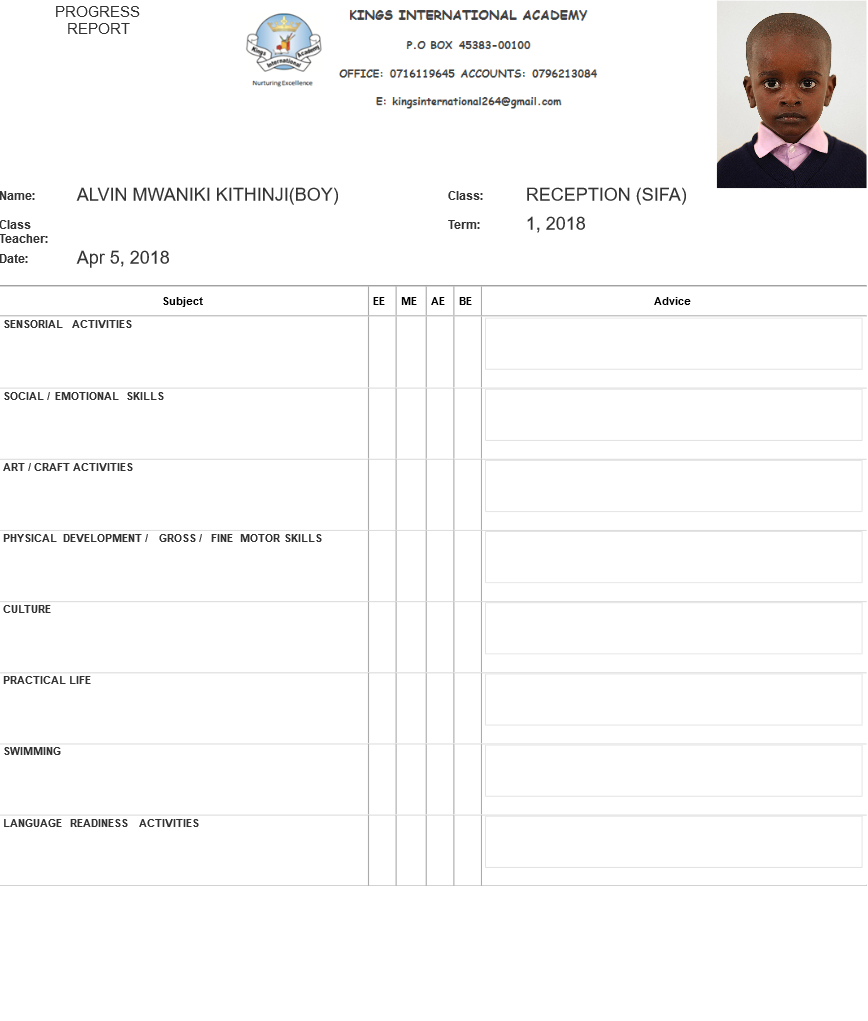 PROGRESS
REPORT
Kings
Academy
International
Nurturing Excellence
KINGS INTERNATIONAL ACADEMY
P.O BOX 45383-00100
OFFICE: 0716119645 ACCOUNTS: 0796213084
E: kingsinternational264@gmail.com
Name: ALVIN MWANIKI KITHINJI(BOY) Class: RECEPTION (SIFA)
Class
Teacher:
Term: 1, 2018
Date: Apr 5, 2018
Subject EE ME AE BE Advice
SENSORIAL ACTIVITIES
SOCIAL / EMOTIONAL SKILLS
ART / CRAFT ACTIVITIES
PHYSICAL DEVELOPMENT / GROSS / FINE MOTOR SKILLS
CULTURE
PRACTICAL LIFE
SWIMMING
LANGUAGE READINESS ACTIVITIES